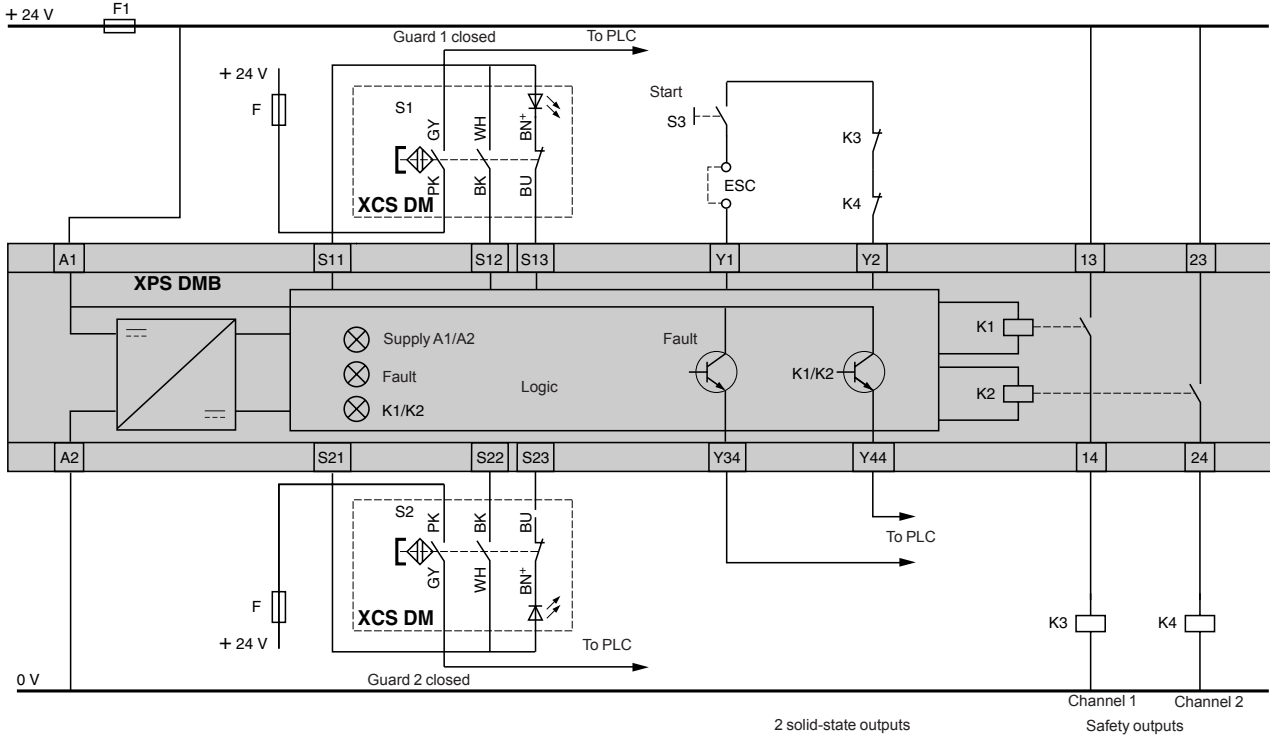 + 24 V
F1
Guard 1 closed
To PLC
+ 24 V
F
S1
GY
WH
BN+
PK
BK
BU
XCS DM
Start
S3
ESC
K3
K4
A1
S11
S12
S13
Y1
Y2
13
23
XPS DMB
Supply A1/A2
Fault
K1/K2
Logic
Fault
K1/K2
K1
K2
A2
S21
S22
S23
Y34
Y44
14
24
S2
PK
BK
BU
GY
WH
BN+
XCS DM
F
+ 24 V
To PLC
Guard 2 closed
To PLC
K3
K4
0 V
Channel 1
Channel 2
2 solid-state outputs
Safety outputs